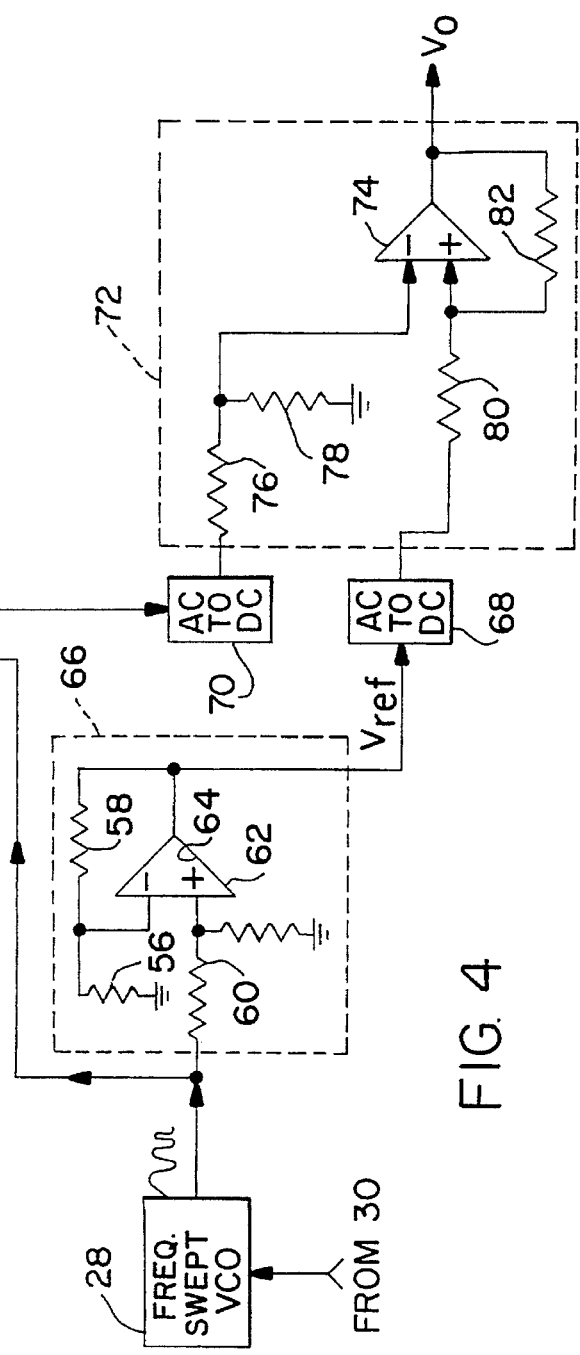 28
FREQ.
SWEPT
VCO
FROM 30
66
56
58
-
+
64
62
60
Vref
70
AC
TO
DC
AC
TO
DC
68
72
76
78
80
74
-
+
82
Vo
FIG. 4